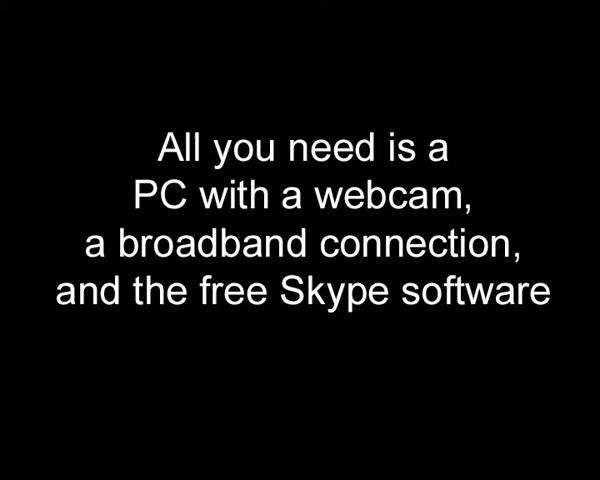 All you need is a
PC with a webcam,
a broadband connection,
and the free Skype software